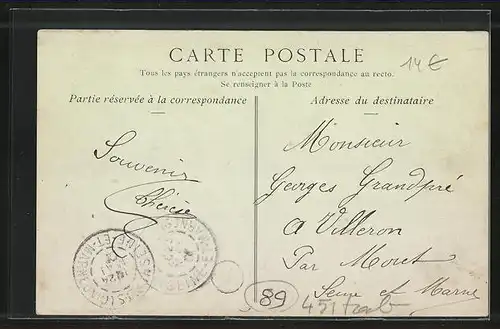 CARTE POSTALE
14€
Tous les pays étrangers n'acceptent pas la correspondance au recto.
Se renseigner à la Poste
Partie réservée à la correspondance
Adresse du destinataire
Souvenir
Thérèse
Monsieur
Georges Grandpré
à Villeron
Par Moret
Seine et Marne
89